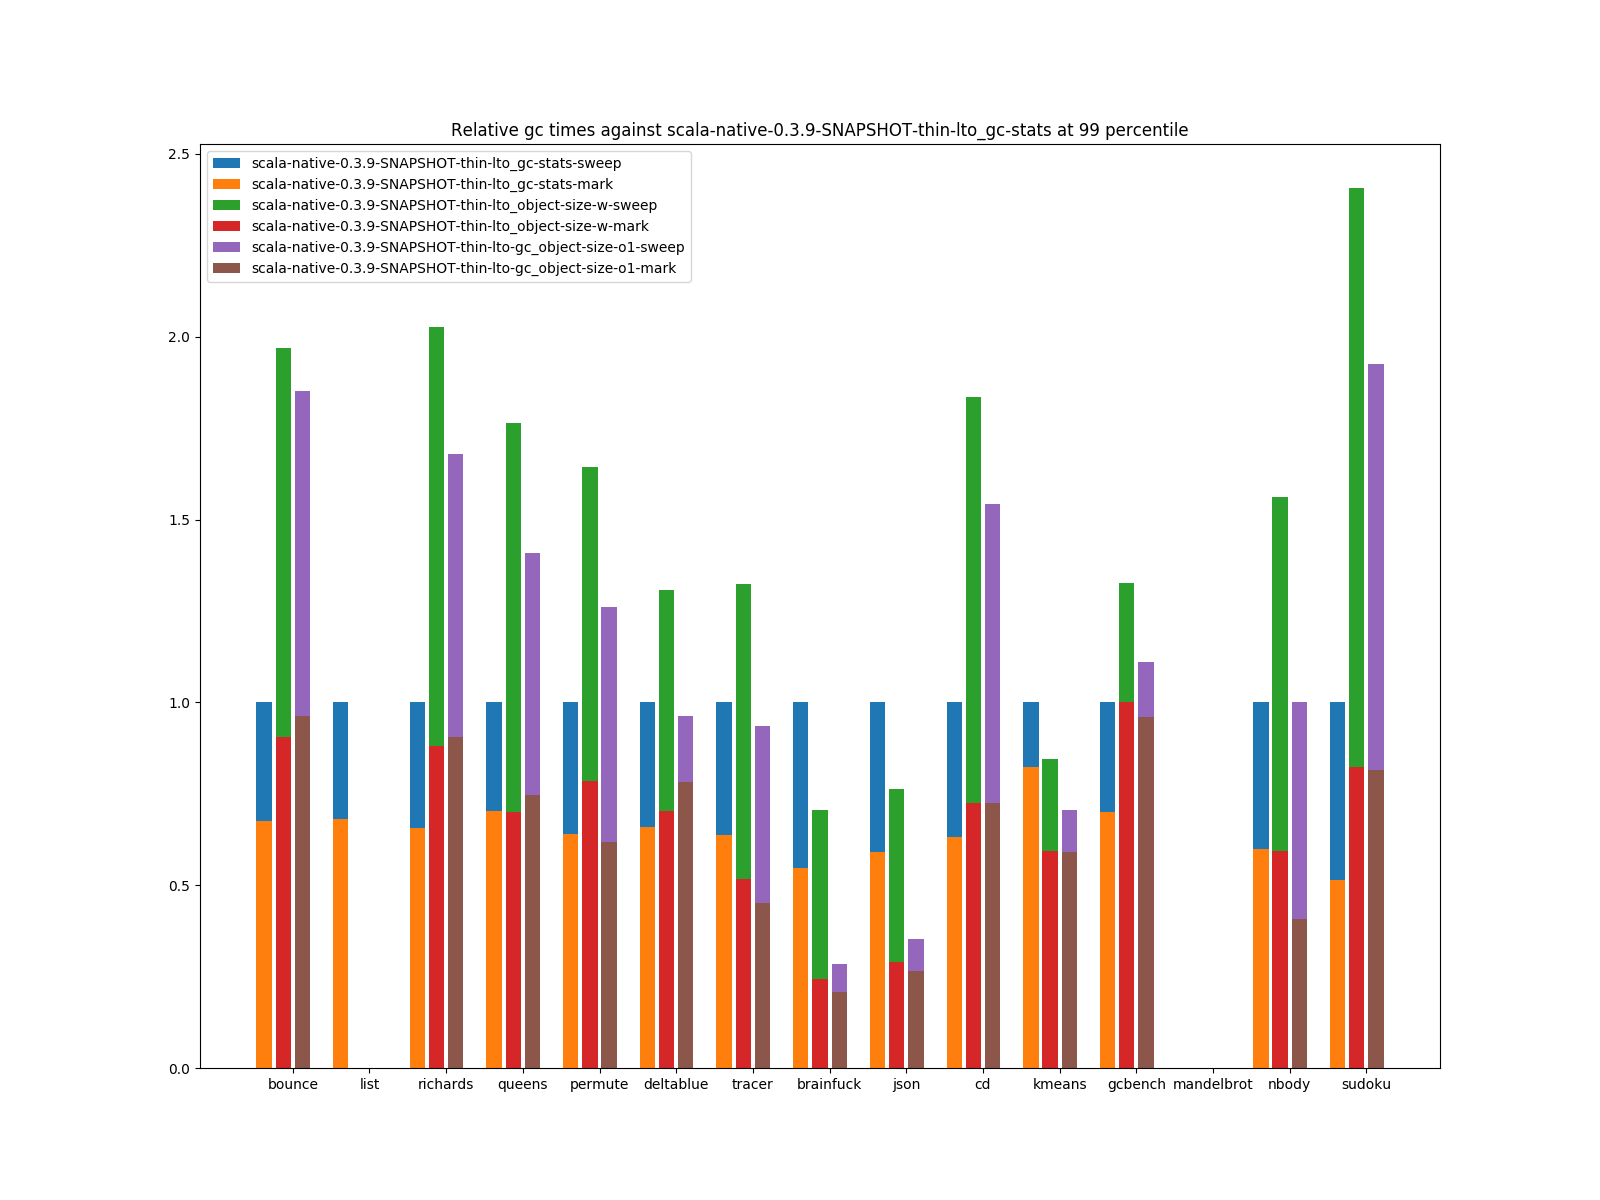 Relative gc times against scala-native-0.3.9-SNAPSHOT-thin-lto_gc-stats at 99 percentile
2.5
2.0
1.5
1.0
0.5
0.0
scala-native-0.3.9-SNAPSHOT-thin-lto_gc-stats-sweep
scala-native-0.3.9-SNAPSHOT-thin-lto_gc-stats-mark
scala-native-0.3.9-SNAPSHOT-thin-lto_object-size-w-sweep
scala-native-0.3.9-SNAPSHOT-thin-lto_object-size-w-mark
scala-native-0.3.9-SNAPSHOT-thin-lto-gc_object-size-o1-sweep
scala-native-0.3.9-SNAPSHOT-thin-lto-gc_object-size-o1-mark
bounce list richards queens permute deltablue tracer brainfuck json cd kmeans gcbench mandelbrot nbody sudoku